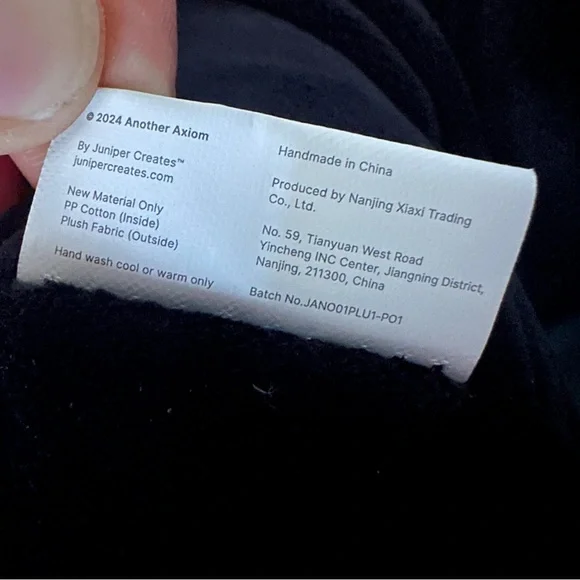 © 2024 Another Axiom
By Juniper Creates™
junipercreates.com
New Material Only
PP Cotton (Inside)
Plush Fabric (Outside)
Hand wash cool or warm only
Handmade in China
Produced by Nanjing Xiaxi Trading
Co., Ltd.
No. 59, Tianyuan West Road
Yincheng INC Center, Jiangning District,
Nanjing, 211300, China
Batch No.JANO01PLU1-PO1